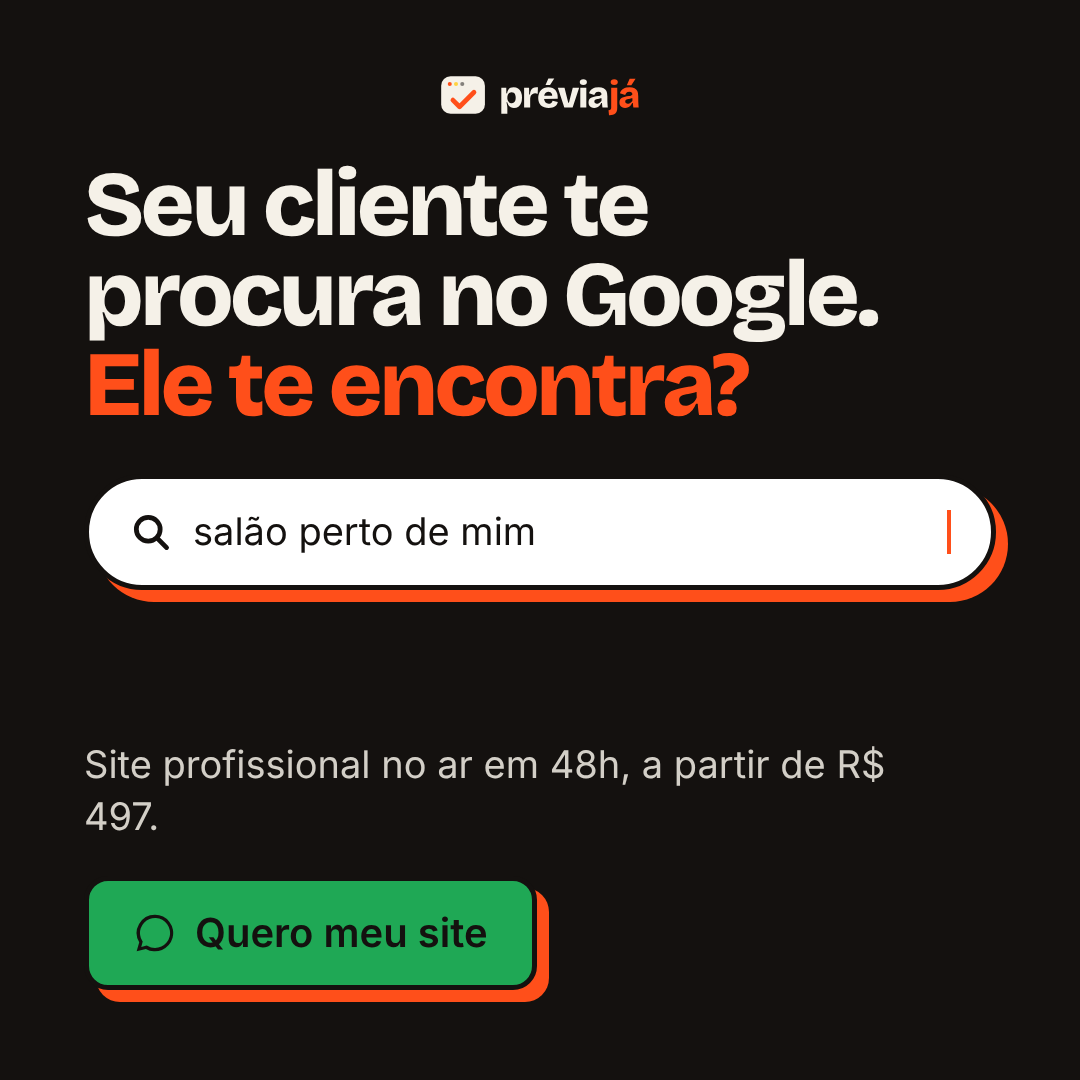 préviajá
Seu cliente te
procura no Google.
Ele te encontra?
salão perto de mim
Site profissional no ar em 48h, a partir de R$
497.
Quero meu site